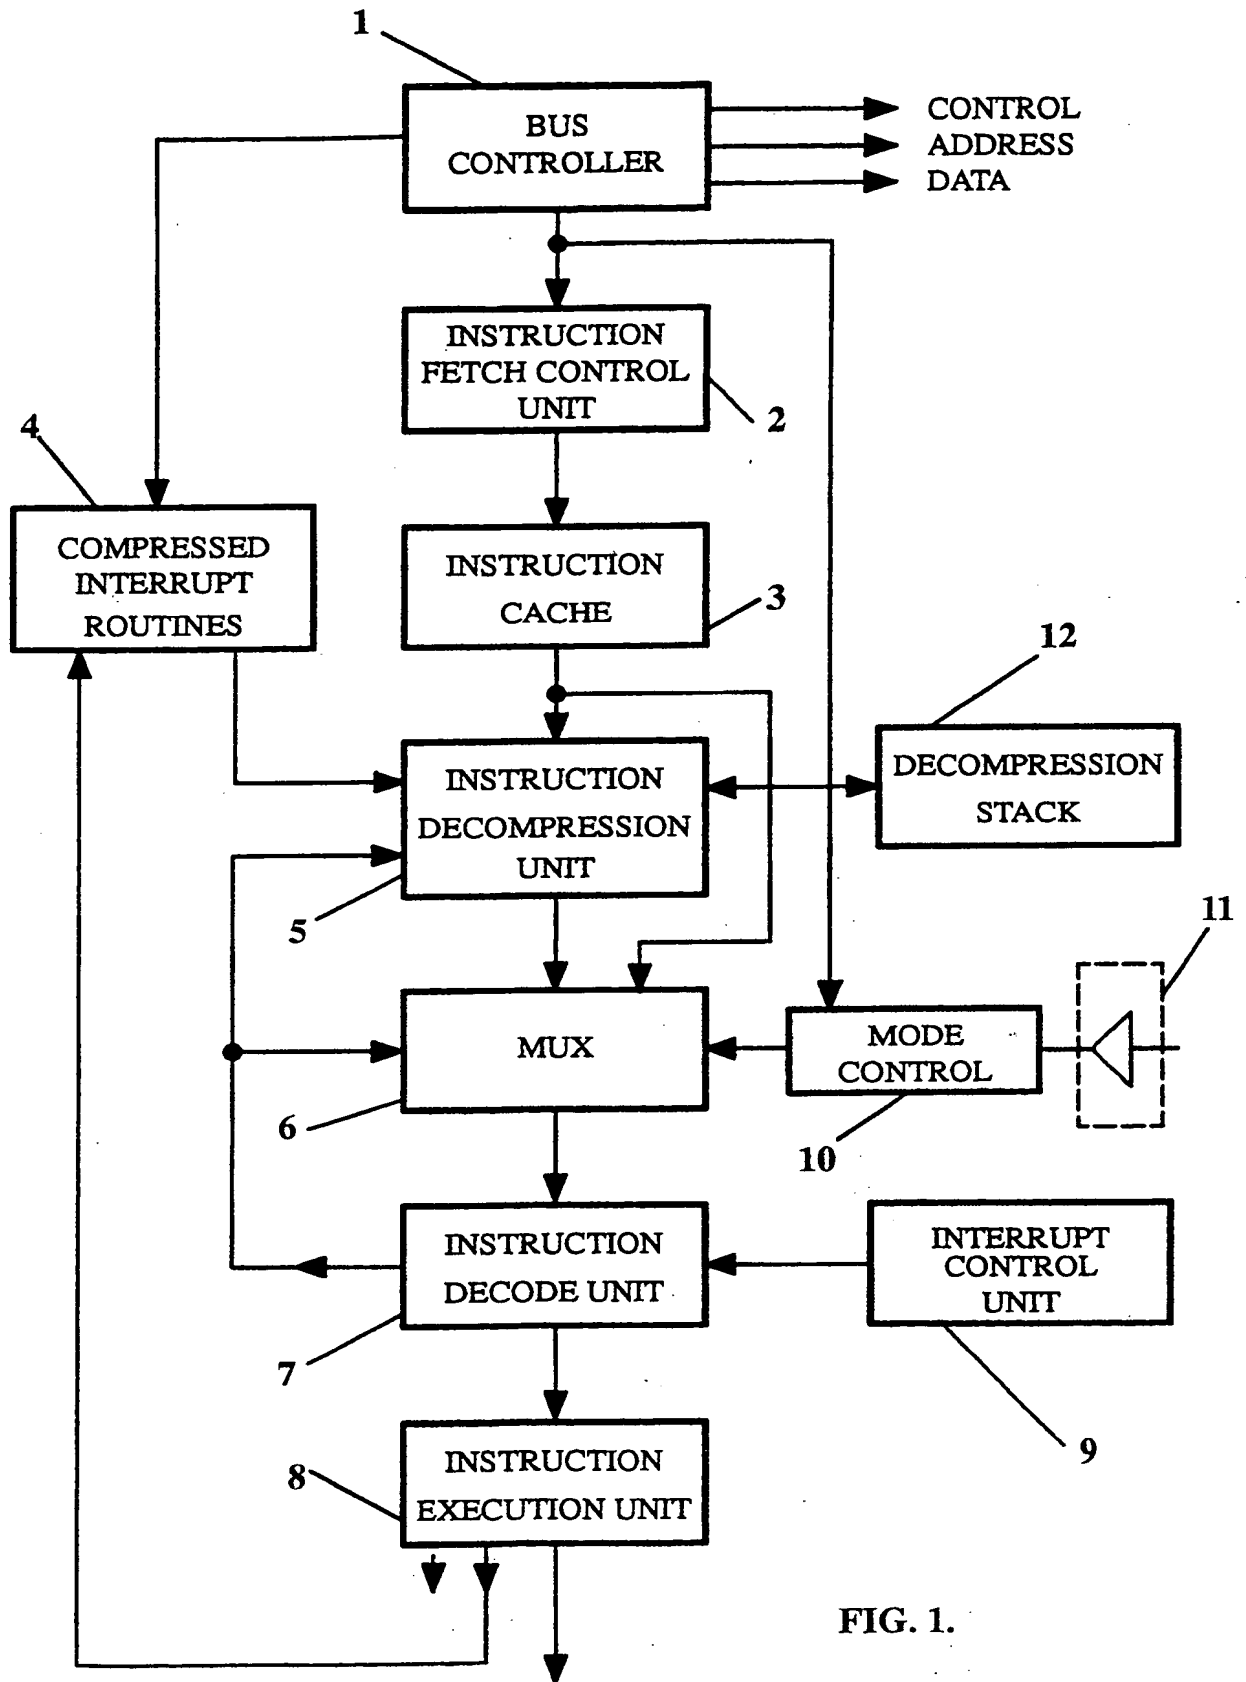 1
BUS
CONTROLLER
CONTROL
ADDRESS
DATA
INSTRUCTION
FETCH CONTROL
UNIT
2
4
COMPRESSED
INTERRUPT
ROUTINES
INSTRUCTION
CACHE
3
12
DECOMPRESSION
STACK
INSTRUCTION
DECOMPRESSION
UNIT
5
11
MUX
6
MODE
CONTROL
10
INSTRUCTION
DECODE UNIT
7
INTERRUPT
CONTROL
UNIT
9
INSTRUCTION
EXECUTION UNIT
8
FIG. 1.